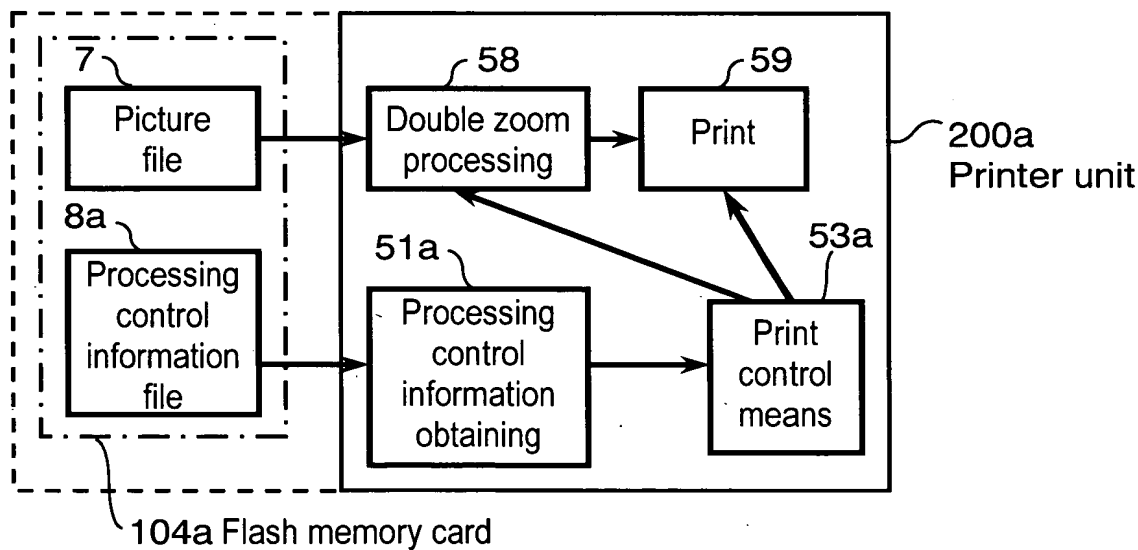 7
Picture
file
58
Double zoom
processing
59
Print
200a
Printer unit
8a
Processing
control
information
file
51a
Processing
control
information
obtaining
53a
Print
control
means
104a Flash memory card